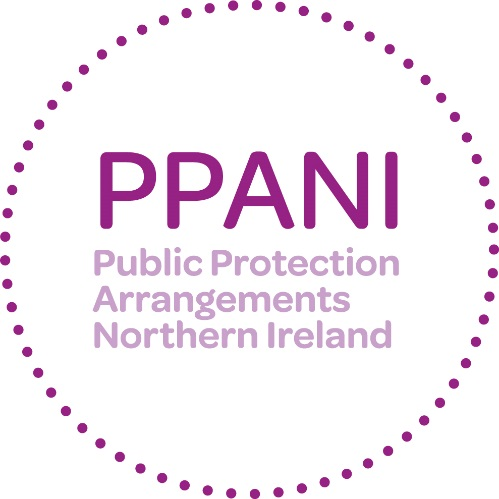 PPANI
Public Protection
Arrangements
Northern Ireland